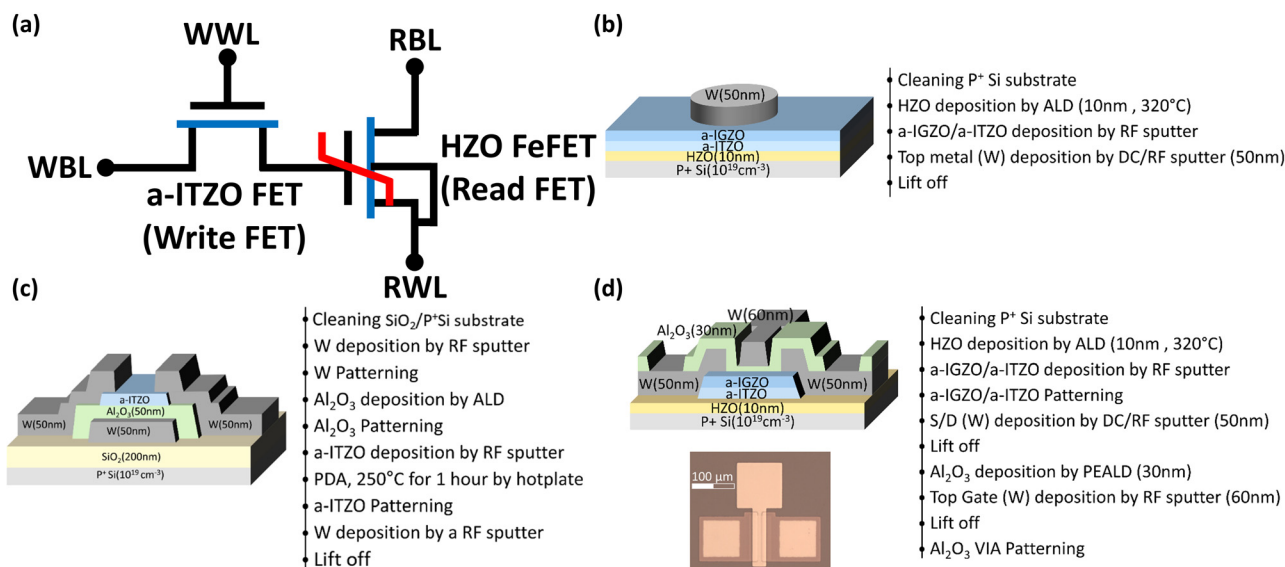 (a)
WWL
RBL
WBL
a-ITZO FET
(Write FET)
HZO FeFET
(Read FET)
RWL
(b)
W(50nm)
a-IGZO
a-ITZO
HZO(10nm)
P+ Si(10¹⁹cm⁻³)
Cleaning P⁺ Si substrate
HZO deposition by ALD (10nm , 320°C)
a-IGZO/a-ITZO deposition by RF sputter
Top metal (W) deposition by DC/RF sputter (50nm)
Lift off
(c)
a-ITZO
Al₂O₃(50nm)
W(50nm)
W(50nm)
W(50nm)
SiO₂(200nm)
P⁺ Si(10¹⁹ cm⁻³)
Cleaning SiO₂/P⁺Si substrate
W deposition by RF sputter
W Patterning
Al₂O₃ deposition by ALD
Al₂O₃ Patterning
a-ITZO deposition by RF sputter
PDA, 250°C for 1 hour by hotplate
a-ITZO Patterning
W deposition by a RF sputter
Lift off
(d)
W(60nm)
Al₂O₃(30nm)
W(50nm)
a-IGZO
a-ITZO
W(50nm)
HZO(10nm)
P+ Si(10¹⁹cm⁻³)
100 μm
Cleaning P⁺ Si substrate
HZO deposition by ALD (10nm , 320°C)
a-IGZO/a-ITZO deposition by RF sputter
a-IGZO/a-ITZO Patterning
S/D (W) deposition by DC/RF sputter (50nm)
Lift off
Al₂O₃ deposition by PEALD (30nm)
Top Gate (W) deposition by RF sputter (60nm)
Lift off
Al₂O₃ VIA Patterning